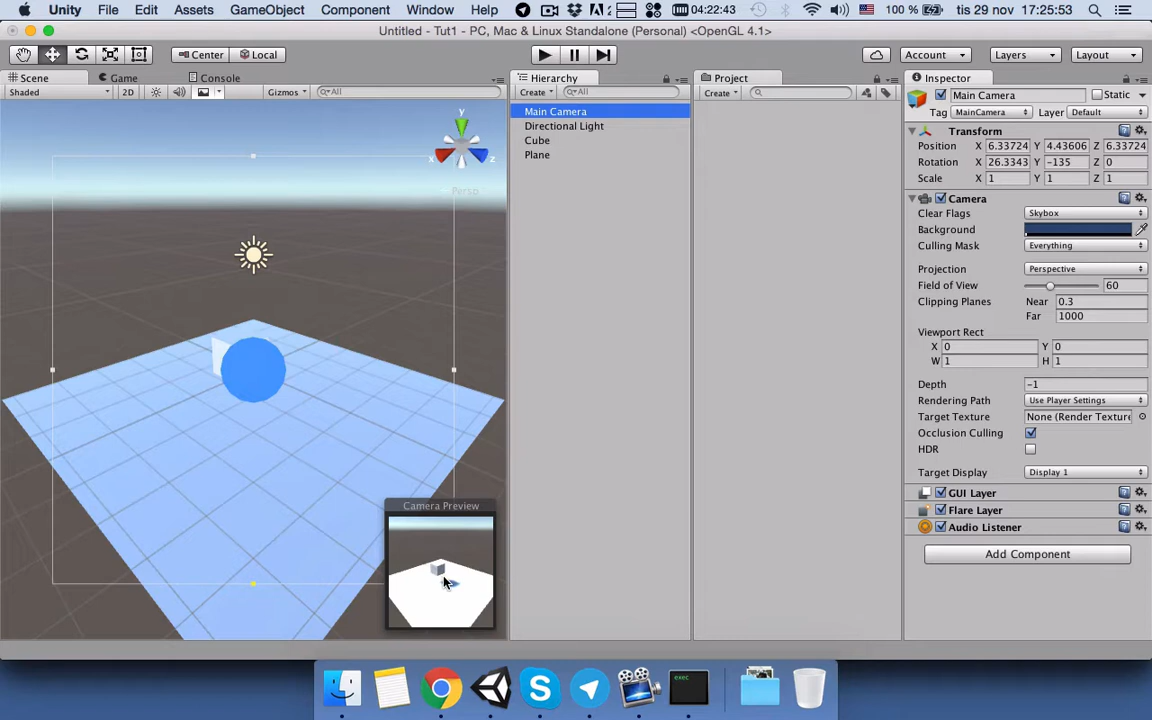 Unity File Edit Assets GameObject Component Window Help 04:22:43 100 % tis 29 nov 17:25:53
Untitled - Tut1 - PC, Mac & Linux Standalone (Personal) <OpenGL 4.1>
Center Local Account Layers Layout
Scene Game Console Hierarchy Project Inspector
Shaded 2D Gizmos All Create All Create
Main Camera Static
Tag MainCamera Layer Default
Main Camera
Directional Light
Cube
Plane
y
x z
Persp
Transform
Position X 6.33724 Y 4.43606 Z 6.33724
Rotation X 26.3343 Y -135 Z 0
Scale X 1 Y 1 Z 1
Camera
Clear Flags Skybox
Background
Culling Mask Everything
Projection Perspective
Field of View 60
Clipping Planes Near 0.3
Far 1000
Viewport Rect
X 0 Y 0
W 1 H 1
Depth -1
Rendering Path Use Player Settings
Target Texture None (Render Texture
Occlusion Culling
HDR
Target Display Display 1
GUI Layer
Flare Layer
Audio Listener
Add Component
Camera Preview
exec